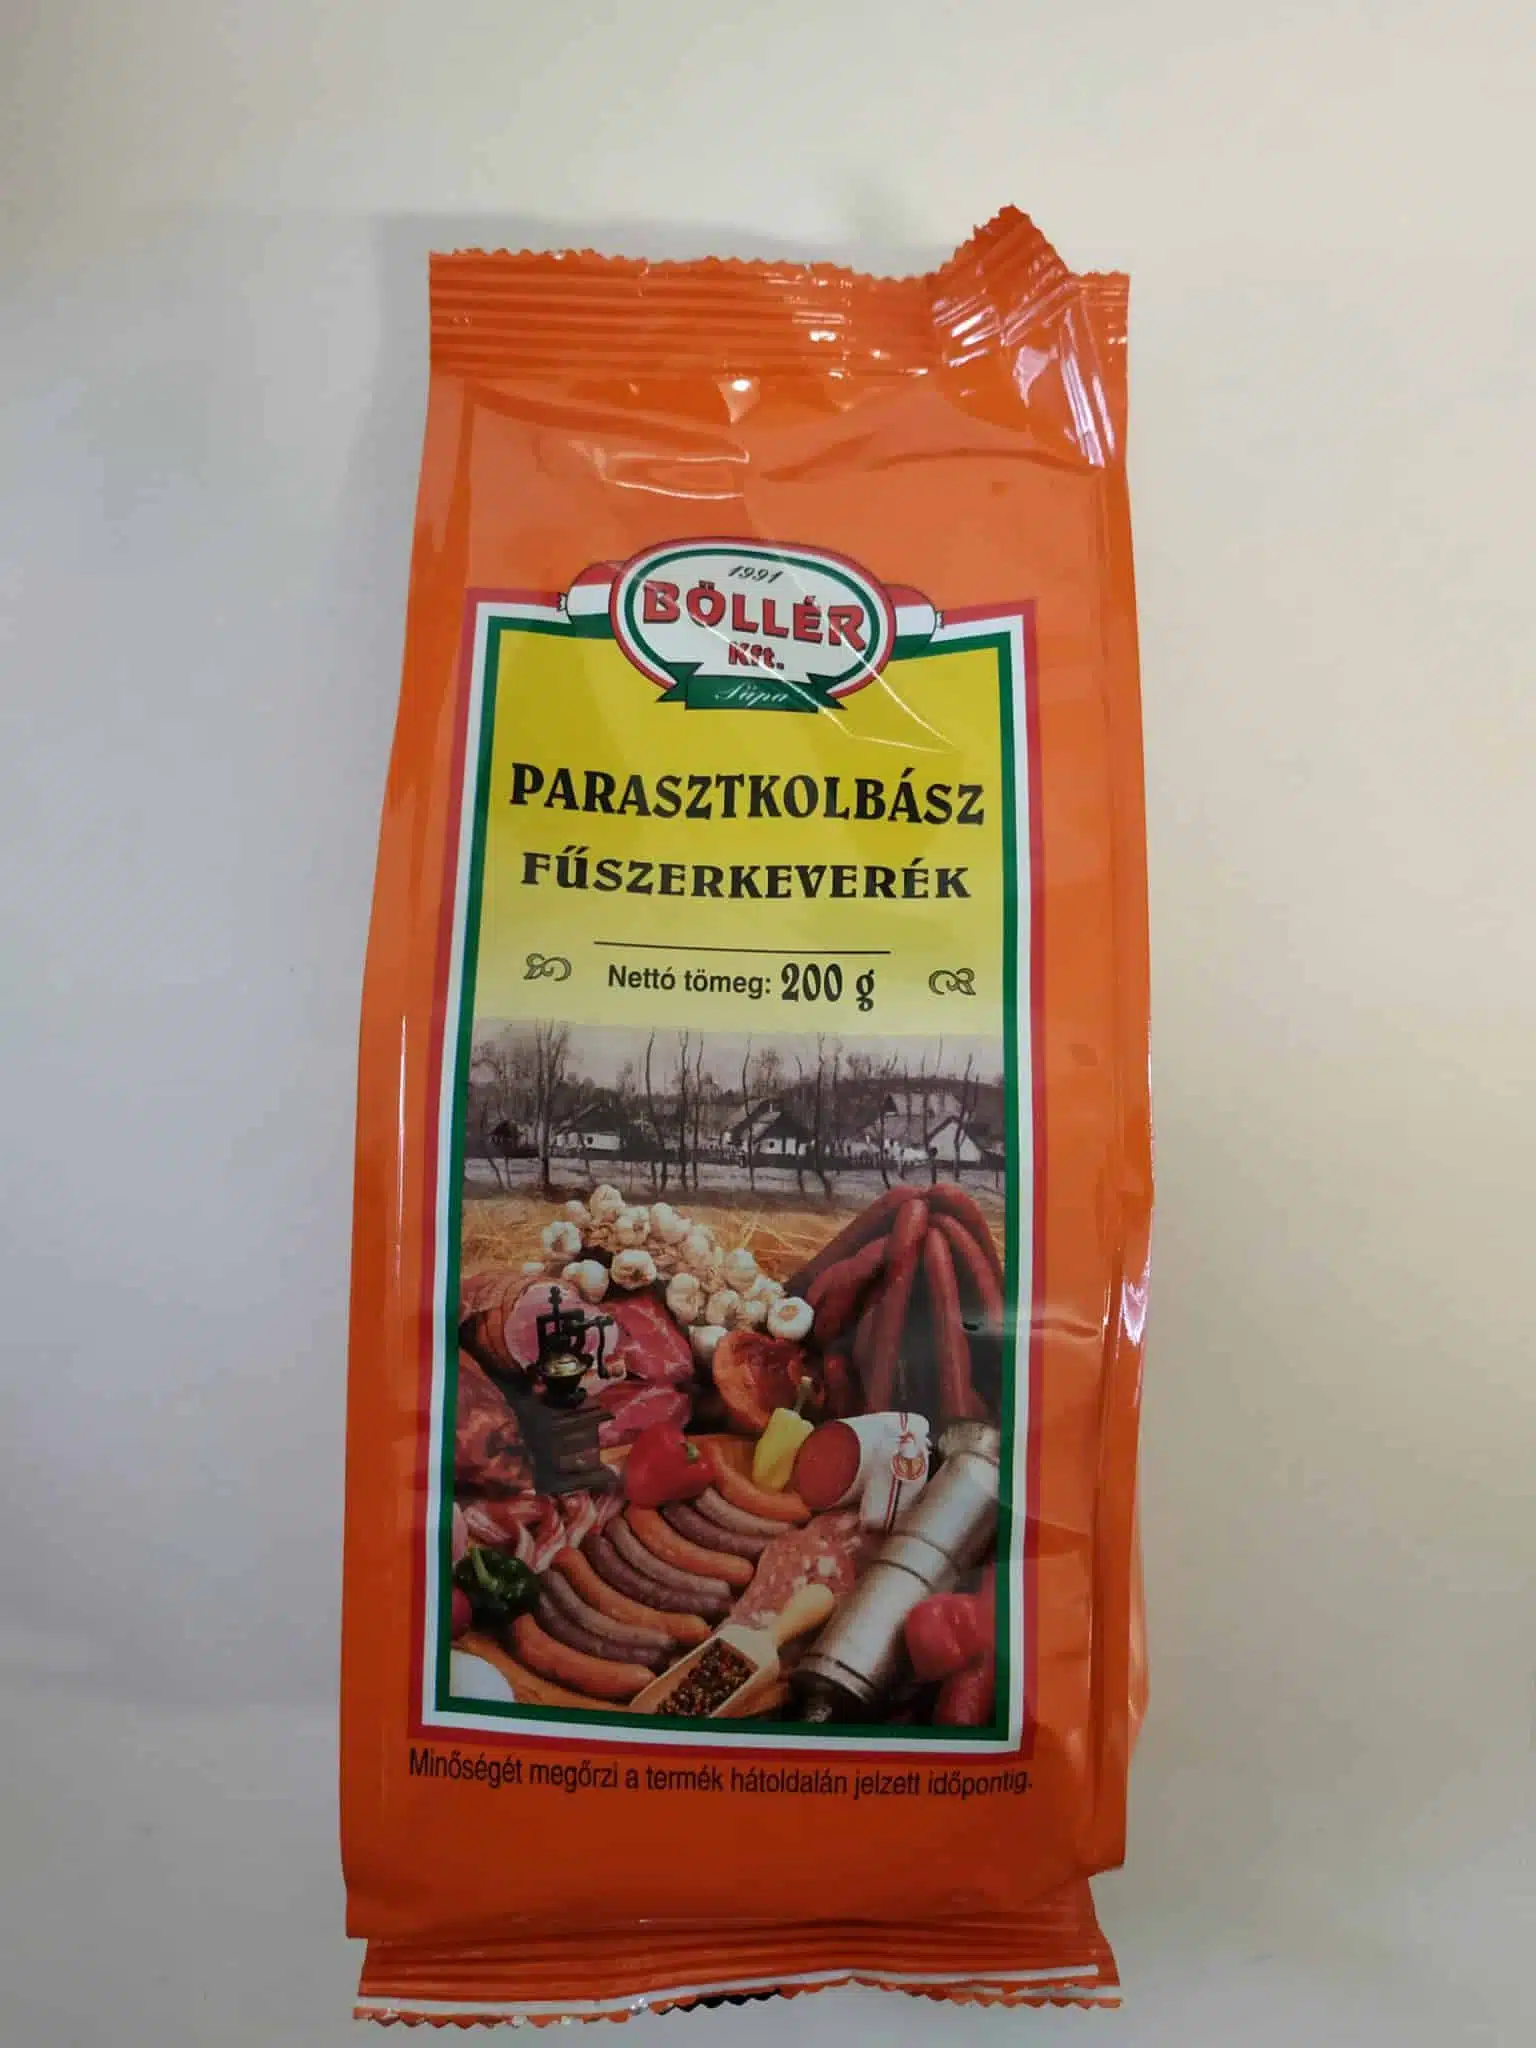 1991
BÖLLÉR
Kft.
Pápa
PARASZTKOLBÁSZ
FŰSZERKEVERÉK
Nettó tömeg: 200 g
Minőségét megőrzi a termék hátoldalán jelzett időpontig.